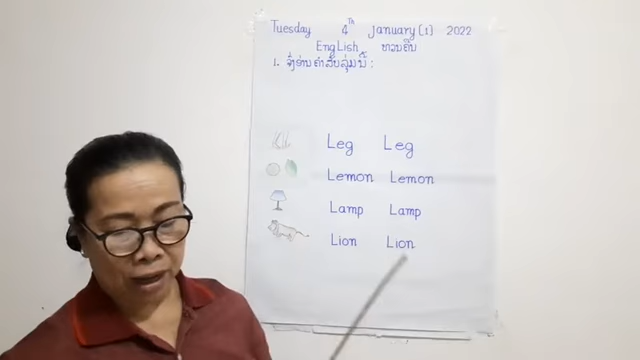 Tuesday 4th January (1) 2022
English ທວນຄືນ
1. ຈົ່ງອ່ານຄຳສັບລຸ່ມນີ້ :
Leg Leg
Lemon Lemon
Lamp Lamp
Lion Lion